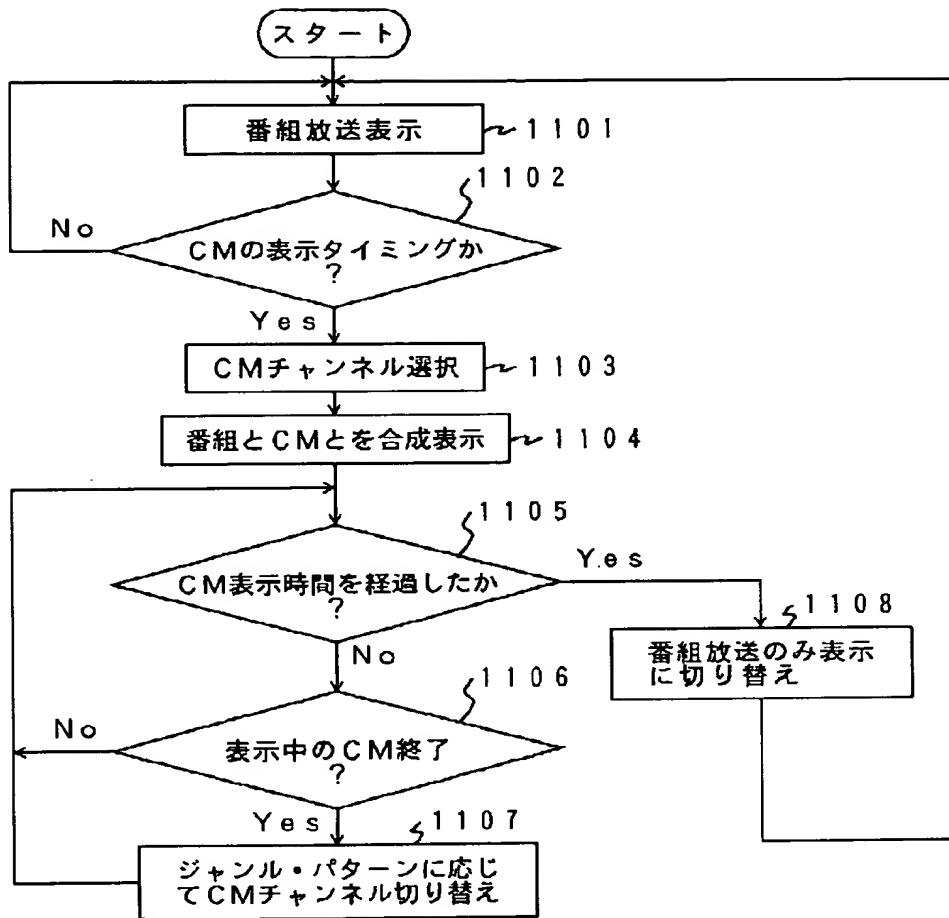 スタート
番組放送表示
1101
1102
No
CMの表示タイミングか
?
Yes
CMチャンネル選択
1103
番組とCMとを合成表示
1104
1105
CM表示時間を経過したか
?
Y.es
No
1108
番組放送のみ表示
に切り替え
1106
No
表示中のCM終了
?
Yes
1107
ジャンル・パターンに応じ
てCMチャンネル切り替え